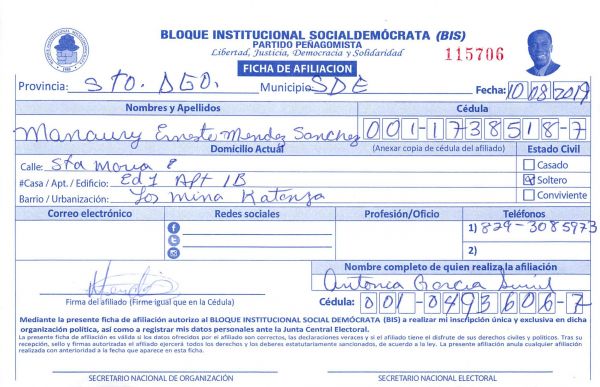 BLOQUE INSTITUCIONAL SOCIALDEMÓCRATA (BIS)
PARTIDO PEÑAGOMISTA
Libertad, Justicia, Democracia y Solidaridad
115706
FICHA DE AFILIACION
Provincia: Sto. DGO. Municipio SDE Fecha: 10/08/2019
Nombres y Apellidos Cédula
Manaury Ernesto Mendez Sanchez 001-1738518-7
Domicilio Actual (Anexar copia de cédula del afiliado) Estado Civil
Calle: Sta Maria 8 Casado
#Casa / Apt. / Edificio: Ed 1 Apt 1B Soltero
Barrio / Urbanización: Los Mina Katanga Conviviente
Correo electrónico Redes sociales Profesión/Oficio Teléfonos
1) 829-3085973
2)
Nombre completo de quien realiza la afiliación
Antonia Garcia
Firma del afiliado (Firme igual que en la Cédula) Cédula: 001-0493606-7
Mediante la presente ficha de afiliación autorizo al BLOQUE INSTITUCIONAL SOCIAL DEMÓCRATA (BIS) a realizar mi inscripción única y exclusiva en dicha
organización política, así como a registrar mis datos personales ante la Junta Central Electoral.
La presente ficha de afiliación es válida si los datos ofrecidos por el afiliado son correctos, las declaraciones veraces y si el afiliado tiene el disfrute de sus derechos civiles y políticos. Tras su
recepción, sello y firmas autorizadas el afiliado ejercerá todos los derechos y los deberes estatutariamente sancionados, de acuerdo a la ley. La presente afiliación anula cualquier afiliación
realizada con anterioridad a la fecha que aparece en esta ficha.
SECRETARIO NACIONAL DE ORGANIZACIÓN SECRETARIO NACIONAL ELECTORAL